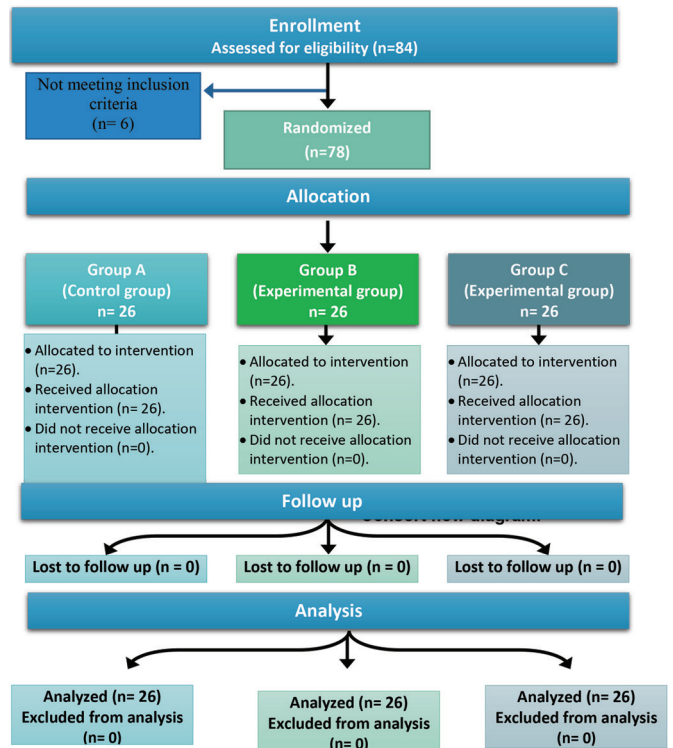 Enrollment
Assessed for eligibility (n=84)
Not meeting inclusion
criteria
(n= 6)
Randomized
(n=78)
Allocation
Group A
(Control group)
n= 26
Group B
(Experimental group)
n= 26
Group C
(Experimental group)
n= 26
• Allocated to intervention
(n=26).
• Received allocation
intervention (n= 26).
• Did not receive allocation
intervention (n=0).
• Allocated to intervention
(n=26).
• Received allocation
intervention (n= 26).
• Did not receive allocation
intervention (n=0).
• Allocated to intervention
(n=26).
• Received allocation
intervention (n= 26).
• Did not receive allocation
intervention (n=0).
Follow up
Lost to follow up (n = 0)
Lost to follow up (n = 0)
Lost to follow up (n = 0)
Analysis
Analyzed (n= 26)
Excluded from analysis
(n= 0)
Analyzed (n= 26)
Excluded from analysis
(n= 0)
Analyzed (n= 26)
Excluded from analysis
(n= 0)